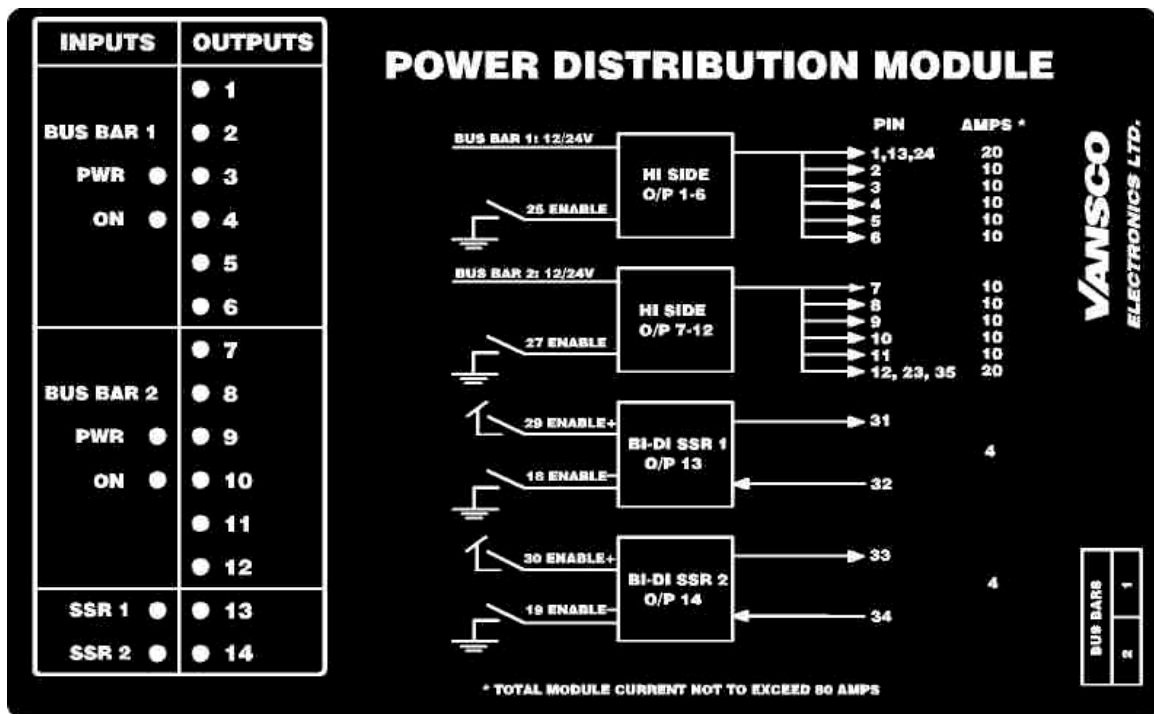 INPUTS OUTPUTS
1
BUS BAR 1 2
PWR 3
ON 4
5
6
7
BUS BAR 2 8
PWR 9
ON 10
11
12
SSR 1 13
SSR 2 14
POWER DISTRIBUTION MODULE
PIN AMPS *
BUS BAR 1: 12/24V
HI SIDE
O/P 1-6
25 ENABLE
1,13,24 20
2 10
3 10
4 10
5 10
6 10
BUS BAR 2: 12/24V
HI SIDE
O/P 7-12
27 ENABLE
7 10
8 10
9 10
10 10
11 10
12, 23, 35 20
29 ENABLE+
BI-DI SSR 1
O/P 13
18 ENABLE-
31
4
32
30 ENABLE+
BI-DI SSR 2
O/P 14
19 ENABLE-
33
4
34
* TOTAL MODULE CURRENT NOT TO EXCEED 80 AMPS
VANSCO
ELECTRONICS LTD.
BUS BARS
1
2